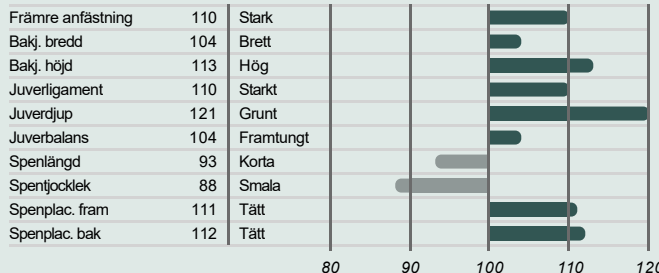 Främre anfästning 110 Stark
Bakj. bredd 104 Brett
Bakj. höjd 113 Hög
Juverligament 110 Starkt
Juverdjup 121 Grunt
Juverbalans 104 Framtungt
Spenlängd 93 Korta
Spentjocklek 88 Smala
Spenplac. fram 111 Tätt
Spenplac. bak 112 Tätt
80 90 100 110 120